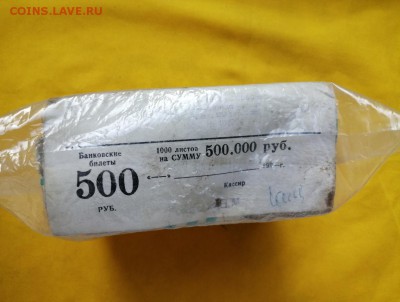 COINS.LAVE.RU
Банковские билеты
1000 листов на СУММУ 500.000 руб.
500
РУБ.
Кассир